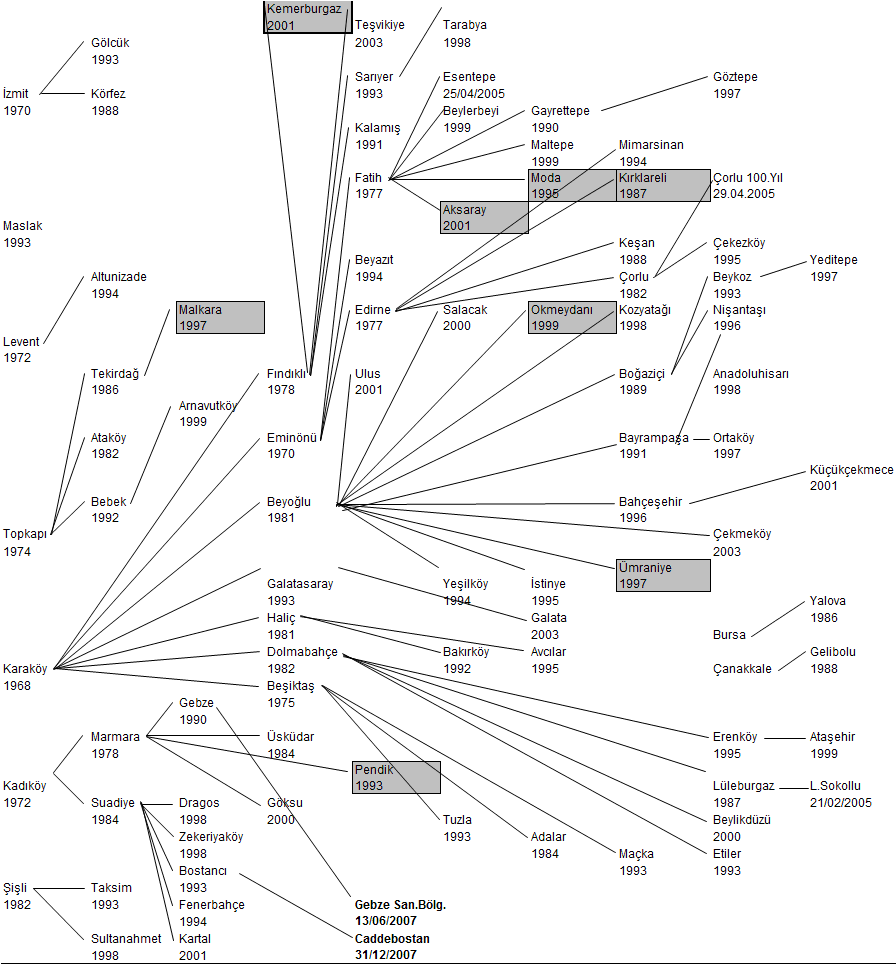 Kemerburgaz
2001
Teşvikiye
2003
Tarabya
1998
Gölcük
1993
İzmit
1970
Körfez
1988
Sarıyer
1993
Esentepe
25/04/2005
Göztepe
1997
Beylerbeyi
1999
Gayrettepe
1990
Kalamış
1991
Maltepe
1999
Mimarsinan
1994
Fatih
1977
Moda
1995
Kırklareli
1987
Çorlu 100.Yıl
29.04.2005
Aksaray
2001
Maslak
1993
Keşan
1988
Çekezköy
1995
Beyazıt
1994
Yeditepe
1997
Altunizade
1994
Çorlu
1982
Beykoz
1993
Malkara
1997
Edirne
1977
Salacak
2000
Okmeydanı
1999
Kozyatağı
1998
Nişantaşı
1996
Levent
1972
Tekirdağ
1986
Fındıklı
1978
Ulus
2001
Boğaziçi
1989
Anadoluhisarı
1998
Arnavutköy
1999
Ataköy
1982
Eminönü
1970
Bayrampaşa
1991
Ortaköy
1997
Küçükçekmece
2001
Bebek
1992
Beyoğlu
1981
Bahçeşehir
1996
Topkapı
1974
Çekmeköy
2003
Ümraniye
1997
Galatasaray
1993
Yeşilköy
1994
İstinye
1995
Yalova
1986
Haliç
1981
Galata
2003
Bursa
Karaköy
1968
Dolmabahçe
1982
Bakırköy
1992
Avcılar
1995
Çanakkale
Gelibolu
1988
Beşiktaş
1975
Gebze
1990
Marmara
1978
Üsküdar
1984
Erenköy
1995
Ataşehir
1999
Pendik
1993
Kadıköy
1972
Lüleburgaz
1987
L.Sokollu
21/02/2005
Suadiye
1984
Dragos
1998
Göksu
2000
Tuzla
1993
Beylikdüzü
2000
Zekeriyaköy
1998
Adalar
1984
Maçka
1993
Etiler
1993
Bostancı
1993
Şişli
1982
Taksim
1993
Fenerbahçe
1994
Gebze San.Bölg.
13/06/2007
Sultanahmet
1998
Kartal
2001
Caddebostan
31/12/2007